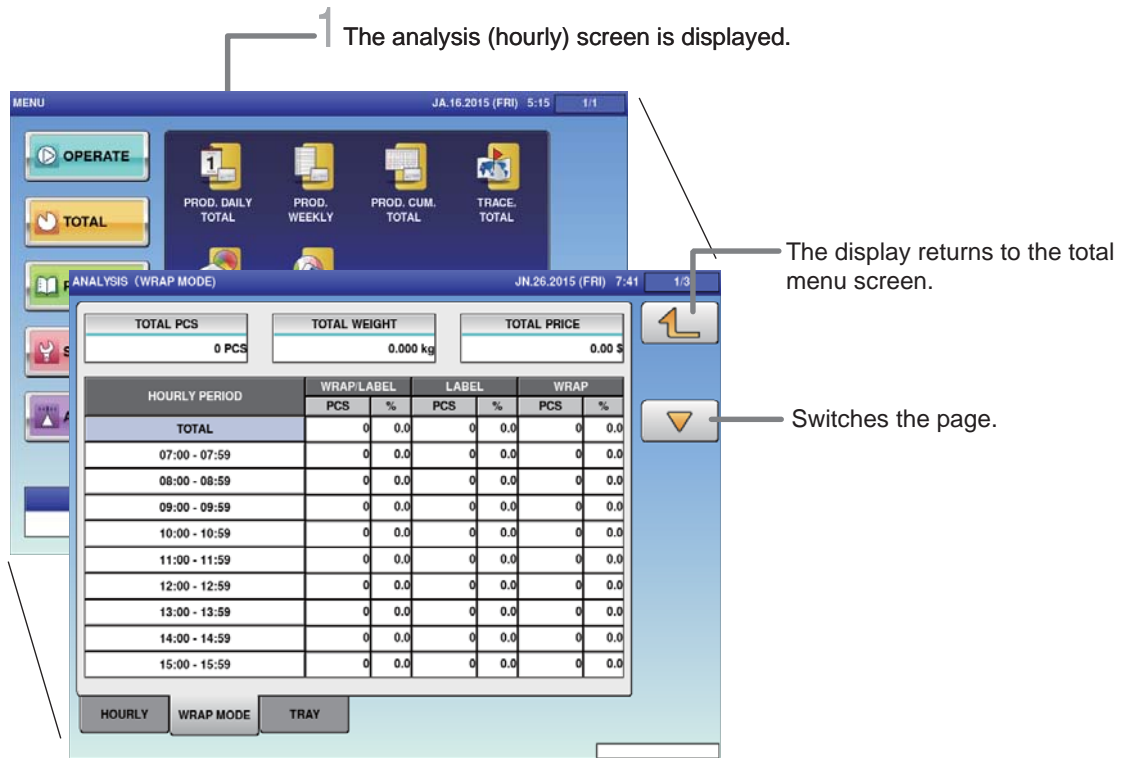 1 The analysis (hourly) screen is displayed.
MENU JA.16.2015 (FRI) 5:15 1/1
OPERATE
TOTAL
PROD. DAILY TOTAL
PROD. WEEKLY
PROD. CUM. TOTAL
TRACE. TOTAL
The display returns to the total
menu screen.
ANALYSIS (WRAP MODE) JN.26.2015 (FRI) 7:41 1/3
TOTAL PCS TOTAL WEIGHT TOTAL PRICE
0 PCS 0.000 kg 0.00 $
HOURLY PERIOD WRAP/LABEL LABEL WRAP
PCS % PCS % PCS %
TOTAL 0 0.0 0 0.0 0 0.0
07:00 - 07:59 0 0.0 0 0.0 0 0.0
08:00 - 08:59 0 0.0 0 0.0 0 0.0
09:00 - 09:59 0 0.0 0 0.0 0 0.0
10:00 - 10:59 0 0.0 0 0.0 0 0.0
11:00 - 11:59 0 0.0 0 0.0 0 0.0
12:00 - 12:59 0 0.0 0 0.0 0 0.0
13:00 - 13:59 0 0.0 0 0.0 0 0.0
14:00 - 14:59 0 0.0 0 0.0 0 0.0
15:00 - 15:59 0 0.0 0 0.0 0 0.0
Switches the page.
HOURLY WRAP MODE TRAY